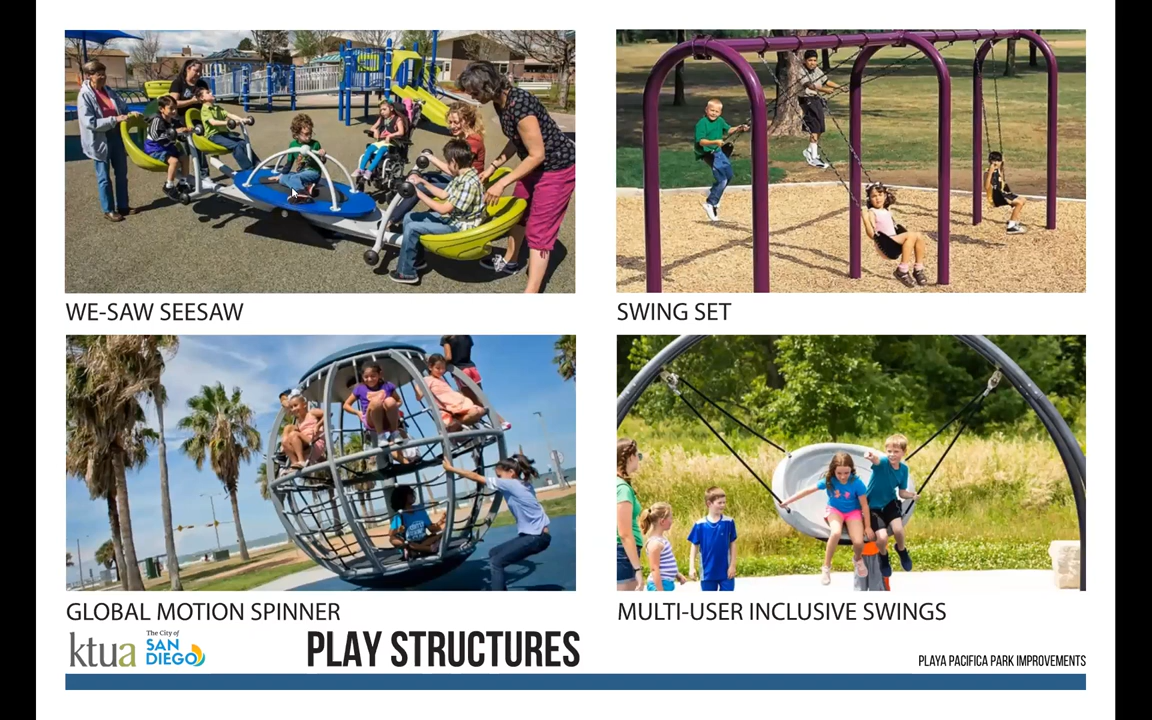 WE-SAW SEESAW
SWING SET
GLOBAL MOTION SPINNER
MULTI-USER INCLUSIVE SWINGS
ktua
The City of
SAN
DIEGO
PLAY STRUCTURES
PLAYA PACIFICA PARK IMPROVEMENTS